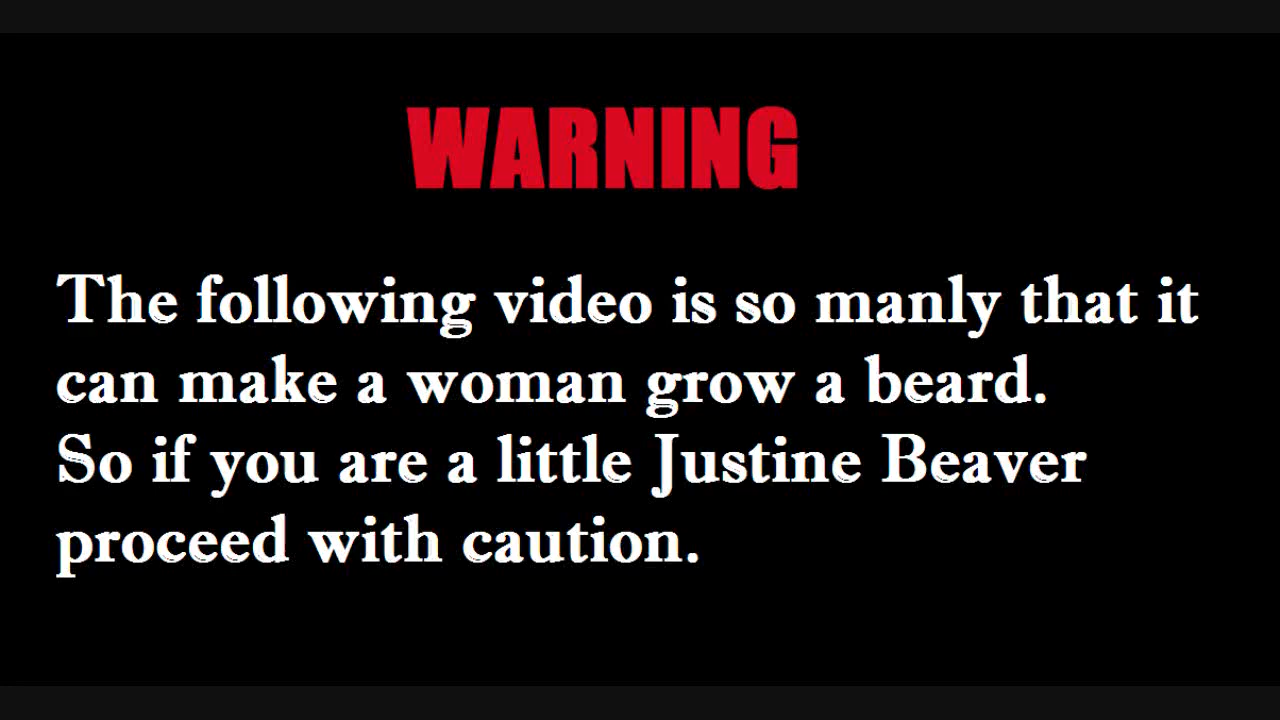 WARNING
The following video is so manly that it
can make a woman grow a beard.
So if you are a little Justine Beaver
proceed with caution.